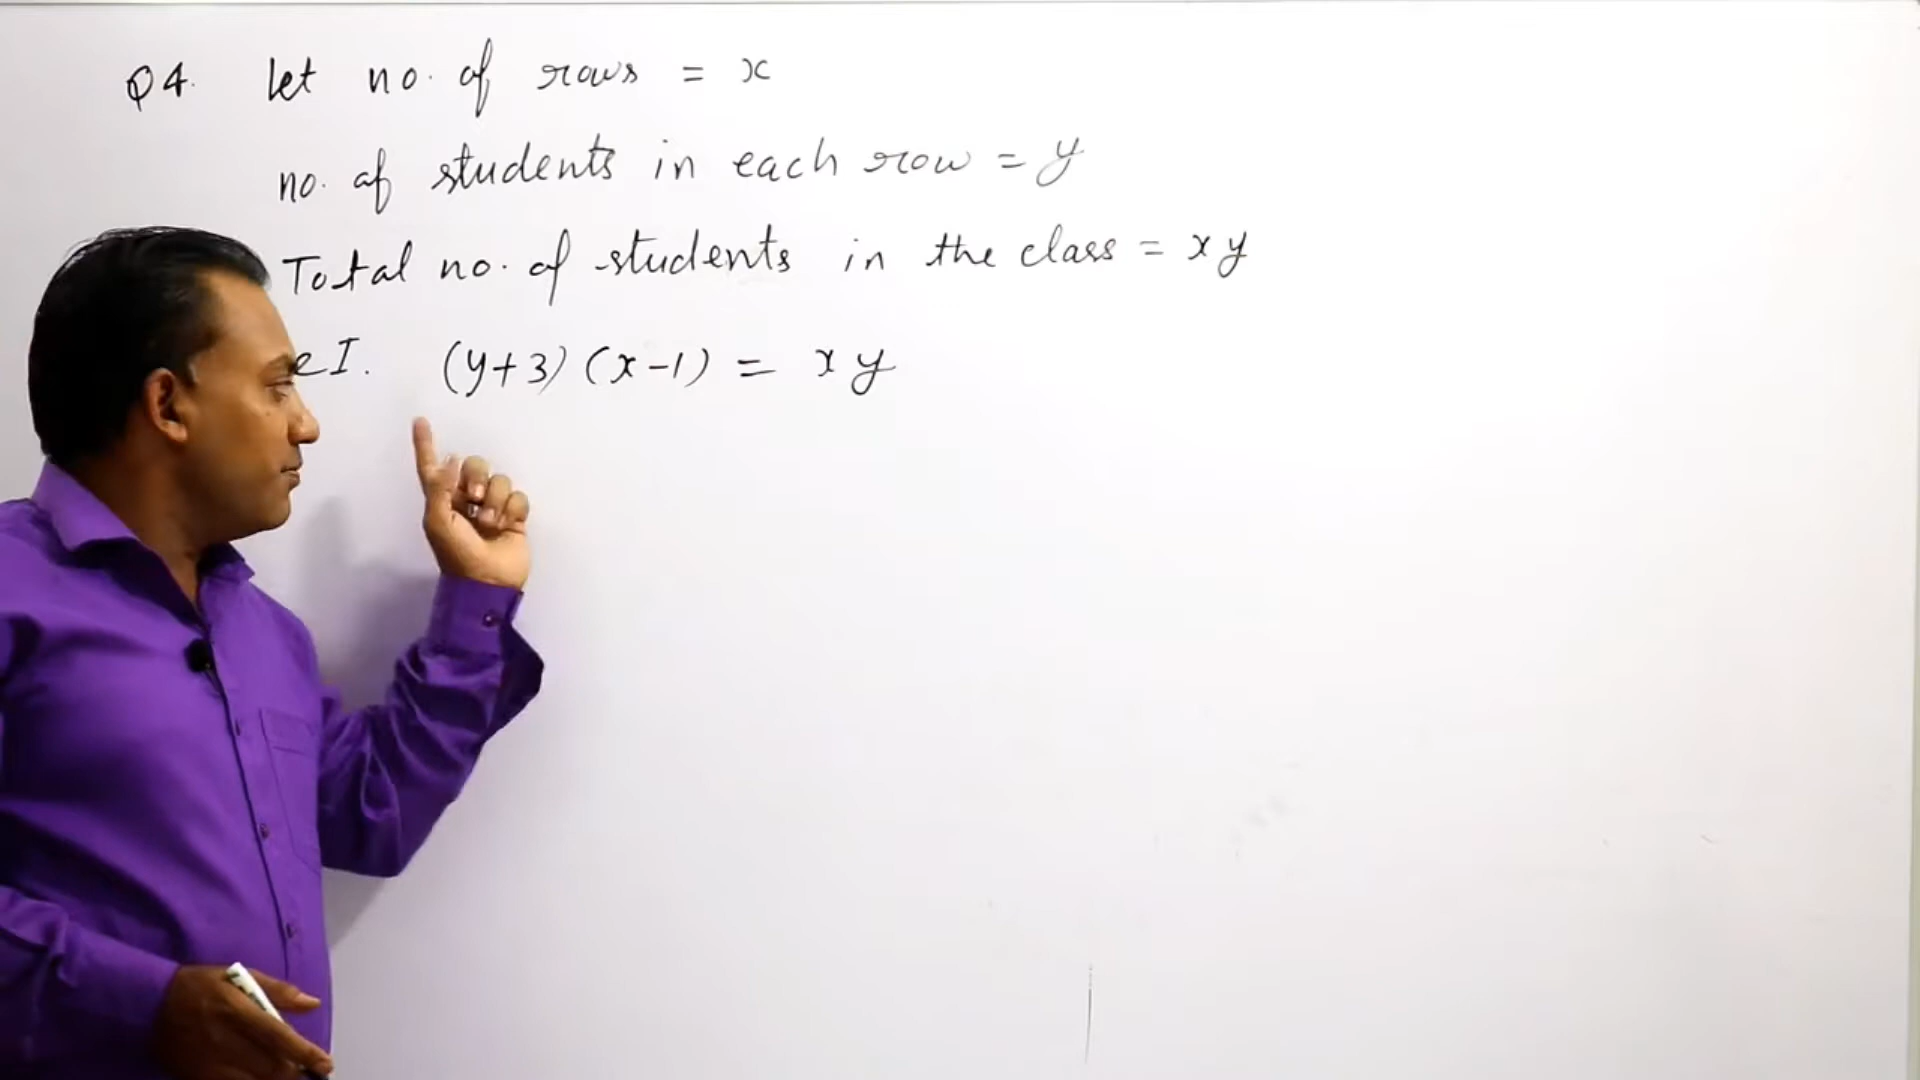 Q4. let no. of rows = x
no. of students in each row = y
Total no. of students in the class = xy
e I. (y+3) (x-1) = xy